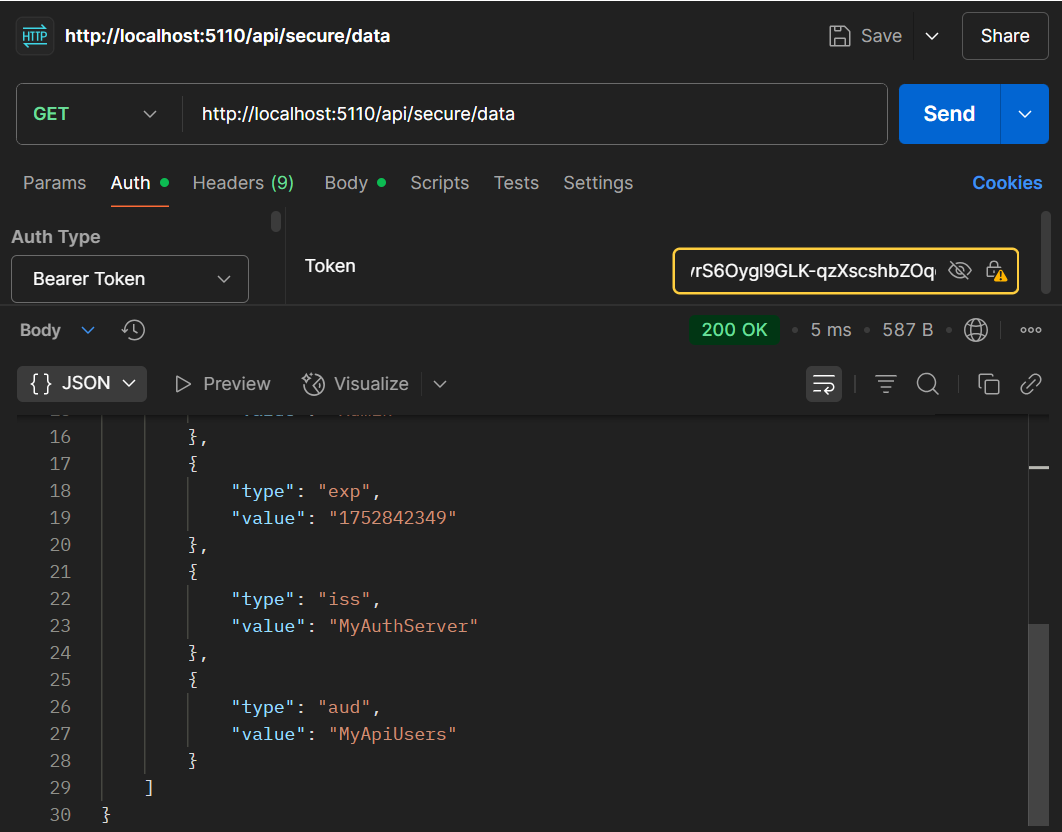 HTTP http://localhost:5110/api/secure/data Save Share
GET http://localhost:5110/api/secure/data Send
Params Auth Headers (9) Body Scripts Tests Settings Cookies
Auth Type
Bearer Token
Token
rS6Oygl9GLK-qzXscshbZOq
Body 200 OK • 5 ms • 587 B •
{} JSON Preview Visualize
16 },
17 {
18 "type": "exp",
19 "value": "1752842349"
20 },
21 {
22 "type": "iss",
23 "value": "MyAuthServer"
24 },
25 {
26 "type": "aud",
27 "value": "MyApiUsers"
28 }
29 ]
30 }